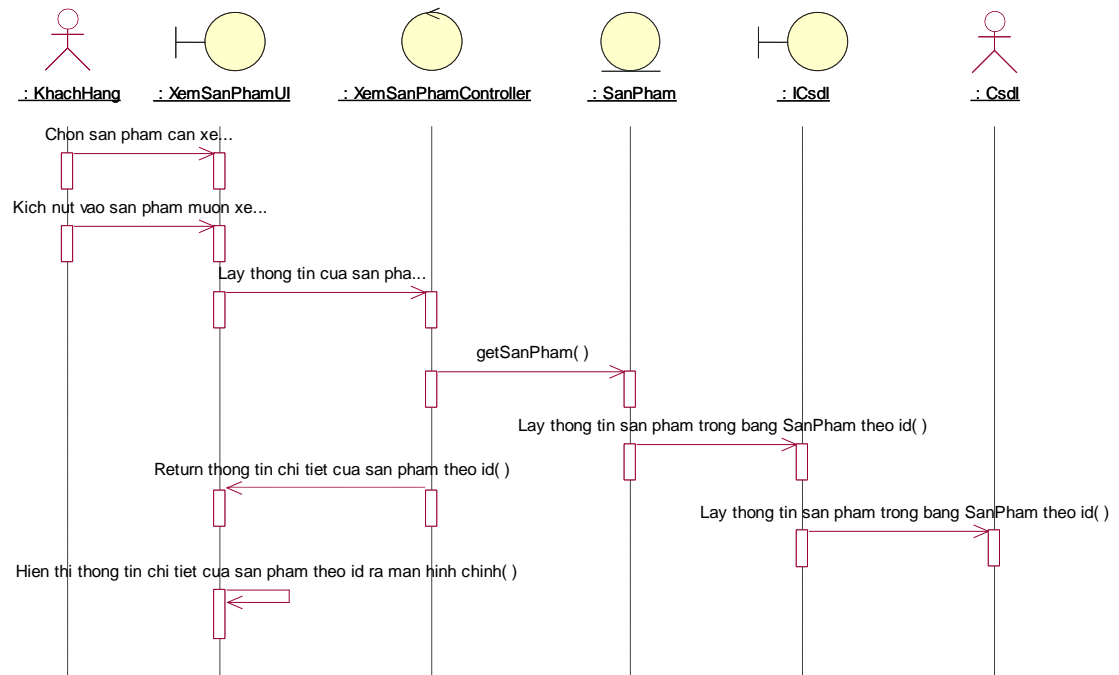 : KhachHang
: XemSanPhamUI
: XemSanPhamController
: SanPham
: ICsdl
: Csdl
Chon san pham can xe...
Kich nut vao san pham muon xe...
Lay thong tin cua san pha...
getSanPham( )
Lay thong tin san pham trong bang SanPham theo id( )
Return thong tin chi tiet cua san pham theo id( )
Lay thong tin san pham trong bang SanPham theo id( )
Hien thi thong tin chi tiet cua san pham theo id ra man hinh chinh( )